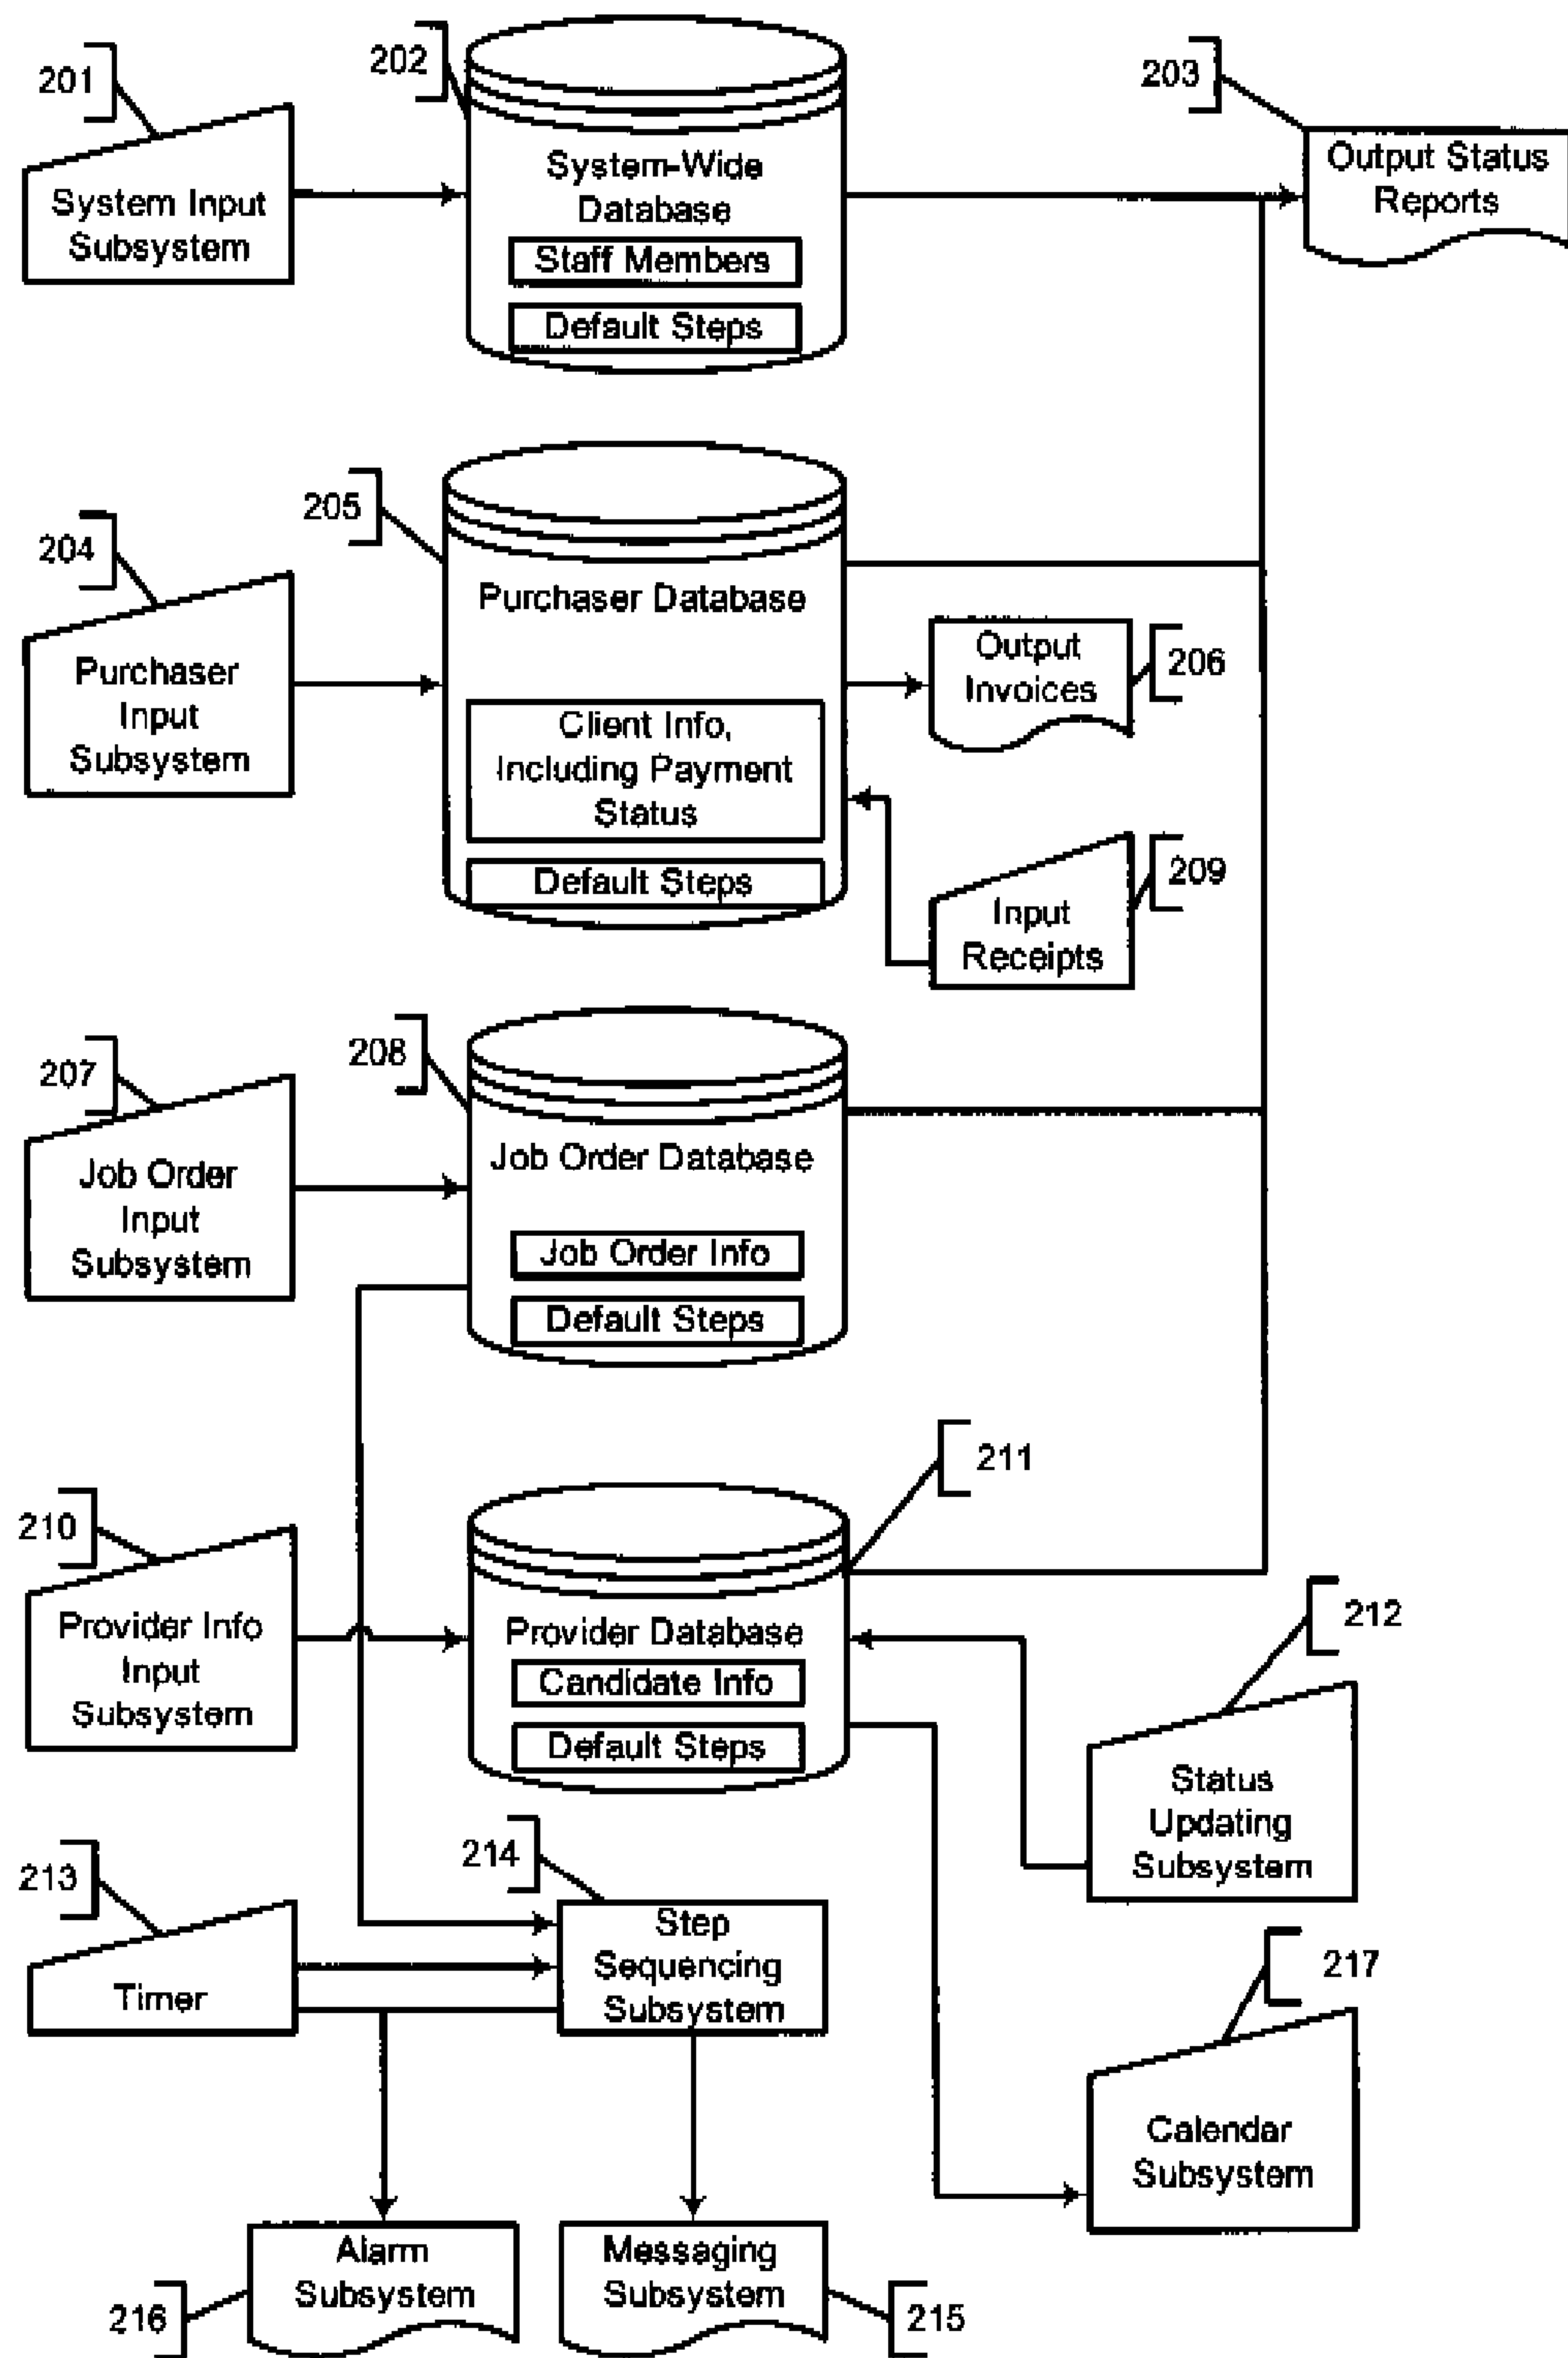 201
202
203
System Input
Subsystem
System-Wide
Database
Staff Members
Default Steps
Output Status
Reports
204
205
Purchaser
Input
Subsystem
Purchaser Database
Client Info,
Including Payment
Status
Default Steps
Output
Invoices
206
Input
Receipts
209
207
208
Job Order
Input
Subsystem
Job Order Database
Job Order Info
Default Steps
210
211
Provider Info
Input
Subsystem
Provider Database
Candidate Info
Default Steps
212
Status
Updating
Subsystem
213
214
Timer
Step
Sequencing
Subsystem
217
Calendar
Subsystem
Alarm
Subsystem
216
Messaging
Subsystem
215